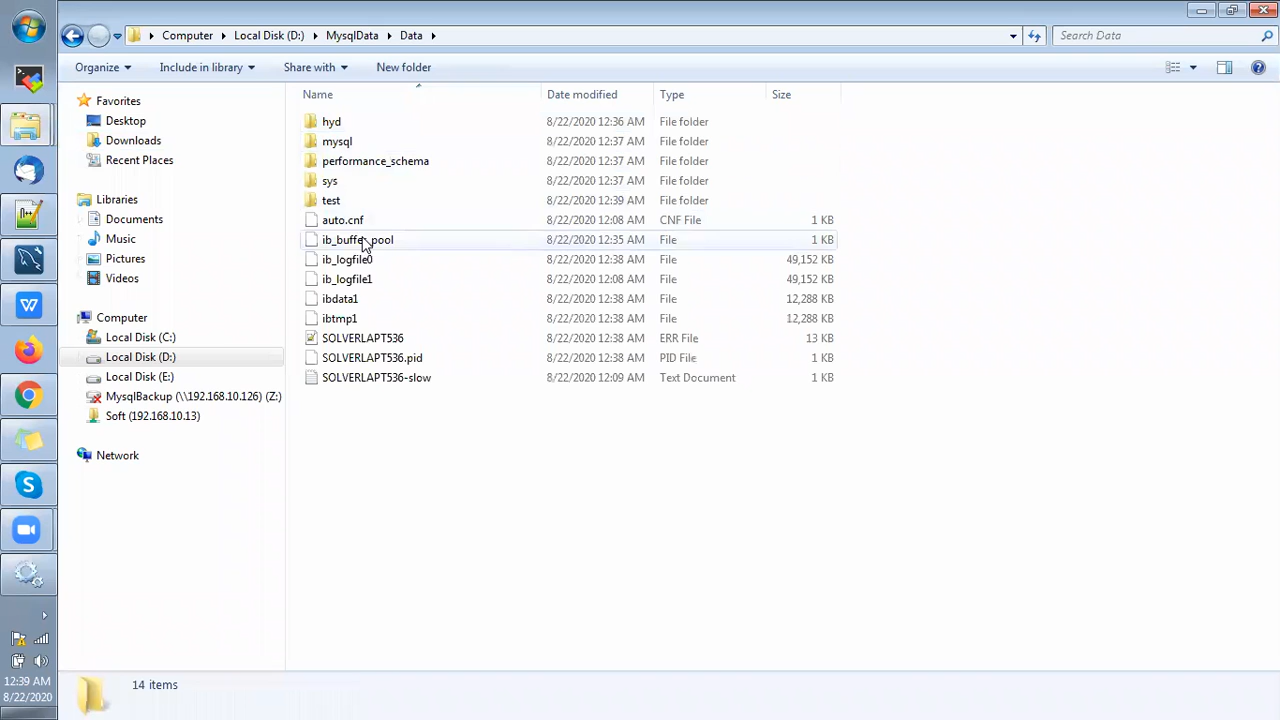 Computer Local Disk (D:) MysqlData Data Search Data
Organize Include in library Share with New folder
Name Date modified Type Size
Favorites
Desktop
Downloads
Recent Places
Libraries
Documents
Music
Pictures
Videos
Computer
Local Disk (C:)
Local Disk (D:)
Local Disk (E:)
MysqlBackup (\\192.168.10.126) (Z:)
Soft (192.168.10.13)
Network
hyd 8/22/2020 12:36 AM File folder
mysql 8/22/2020 12:37 AM File folder
performance_schema 8/22/2020 12:37 AM File folder
sys 8/22/2020 12:37 AM File folder
test 8/22/2020 12:39 AM File folder
auto.cnf 8/22/2020 12:08 AM CNF File 1 KB
ib_buffer_pool 8/22/2020 12:35 AM File 1 KB
ib_logfile0 8/22/2020 12:38 AM File 49,152 KB
ib_logfile1 8/22/2020 12:08 AM File 49,152 KB
ibdata1 8/22/2020 12:38 AM File 12,288 KB
ibtmp1 8/22/2020 12:38 AM File 12,288 KB
SOLVERLAPT536 8/22/2020 12:38 AM ERR File 13 KB
SOLVERLAPT536.pid 8/22/2020 12:38 AM PID File 1 KB
SOLVERLAPT536-slow 8/22/2020 12:09 AM Text Document 1 KB
14 items
12:39 AM
8/22/2020